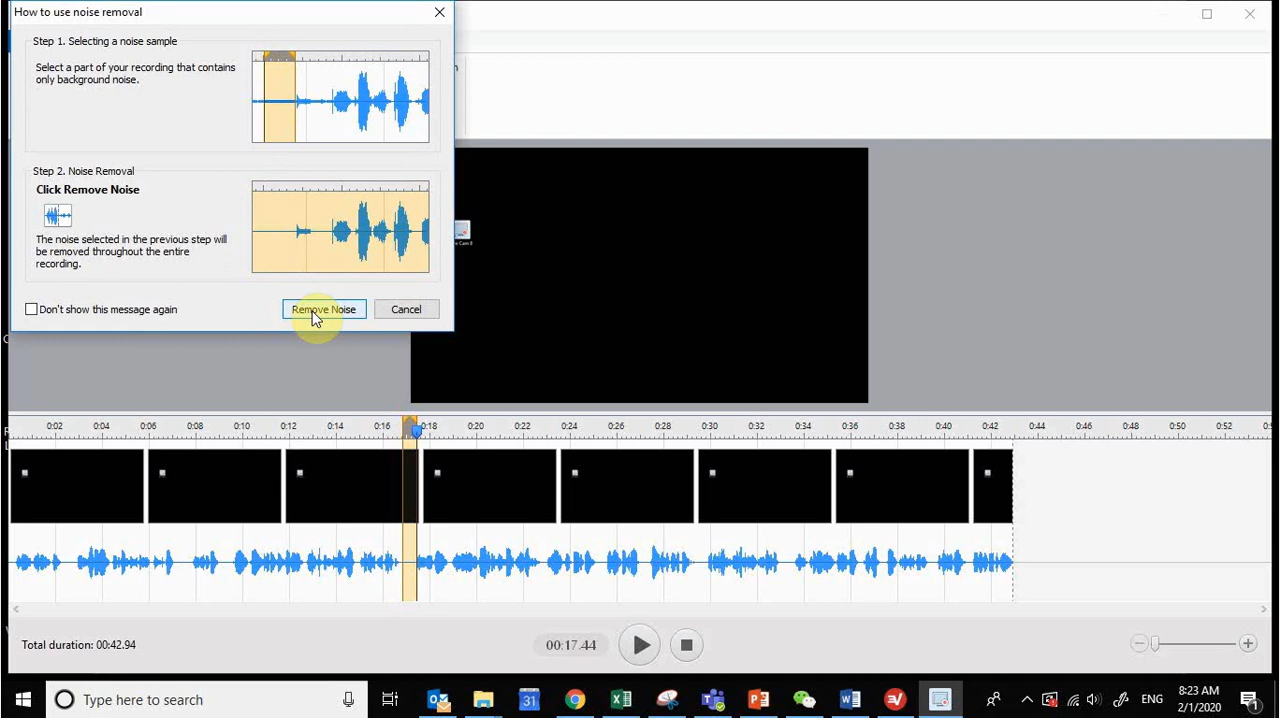 How to use noise removal
Step 1. Selecting a noise sample
Select a part of your recording that contains
only background noise.
Step 2. Noise Removal
Click Remove Noise
The noise selected in the previous step will
be removed throughout the entire
recording.
Don't show this message again
Remove Noise
Cancel
0:02 0:04 0:06 0:08 0:10 0:12 0:14 0:16 0:18 0:20 0:22 0:24 0:26 0:28 0:30 0:32 0:34 0:36 0:38 0:40 0:42 0:44 0:46 0:48 0:50 0:52
Total duration: 00:42.94
00:17.44
Type here to search
31
ENG
8:23 AM
2/1/2020
1